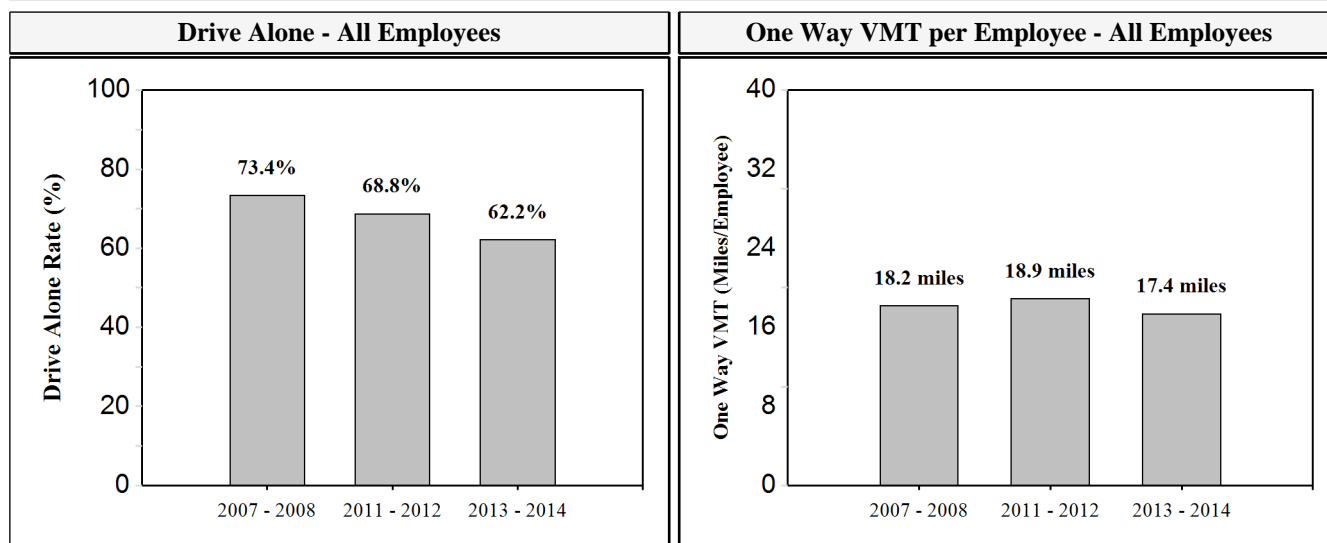 Drive Alone - All Employees
Drive Alone Rate (%)
100
80
60
40
20
0
73.4%
68.8%
62.2%
2007 - 2008
2011 - 2012
2013 - 2014
One Way VMT per Employee - All Employees
One Way VMT (Miles/Employee)
40
32
24
16
8
0
18.2 miles
18.9 miles
17.4 miles
2007 - 2008
2011 - 2012
2013 - 2014